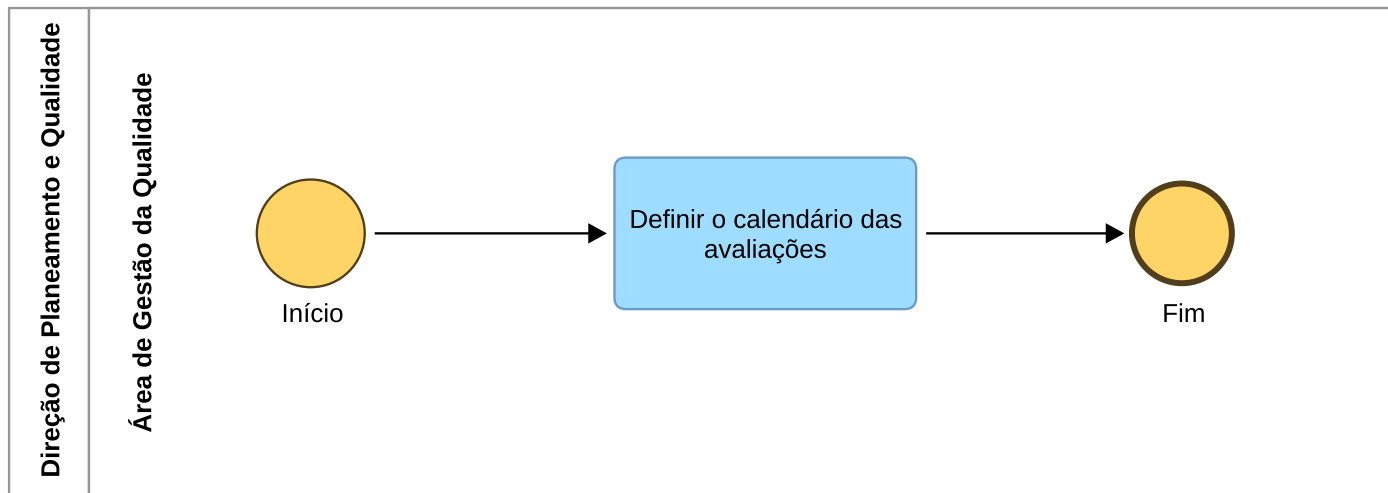 Direção de Planeamento e Qualidade
Área de Gestão da Qualidade
Início
Definir o calendário das
avaliações
Fim